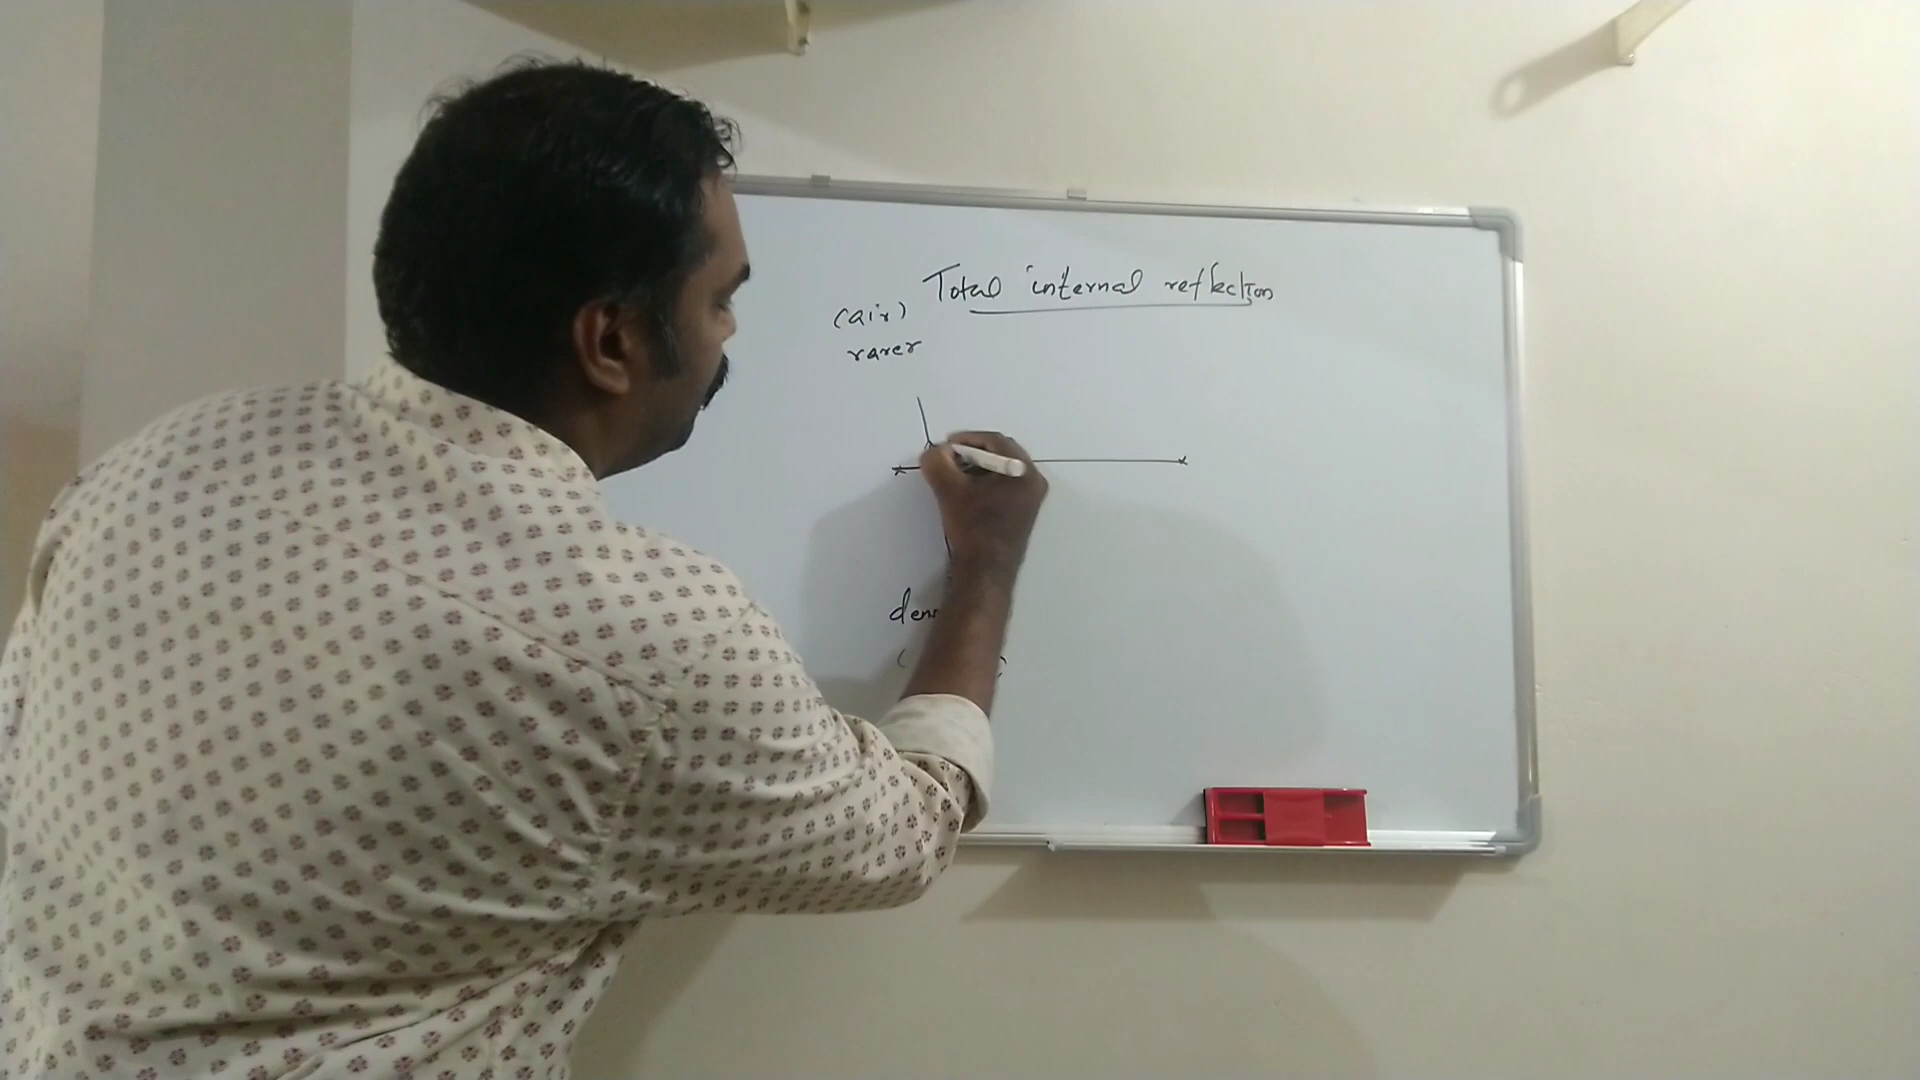 Total internal reflection
(air)
rarer